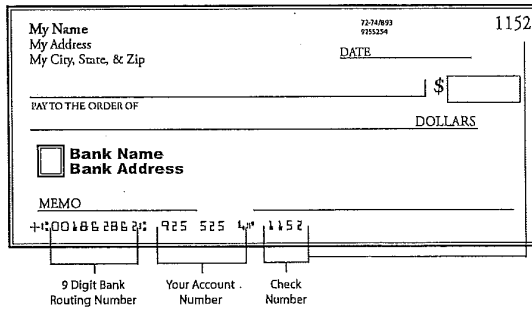 My Name
My Address
My City, State, & Zip
72-74/893
9255254
1152
DATE
$
PAY TO THE ORDER OF
DOLLARS
Bank Name
Bank Address
MEMO
⑆001862862⑆ 925 525 4⑈ 1152
9 Digit Bank
Routing Number
Your Account
Number
Check
Number